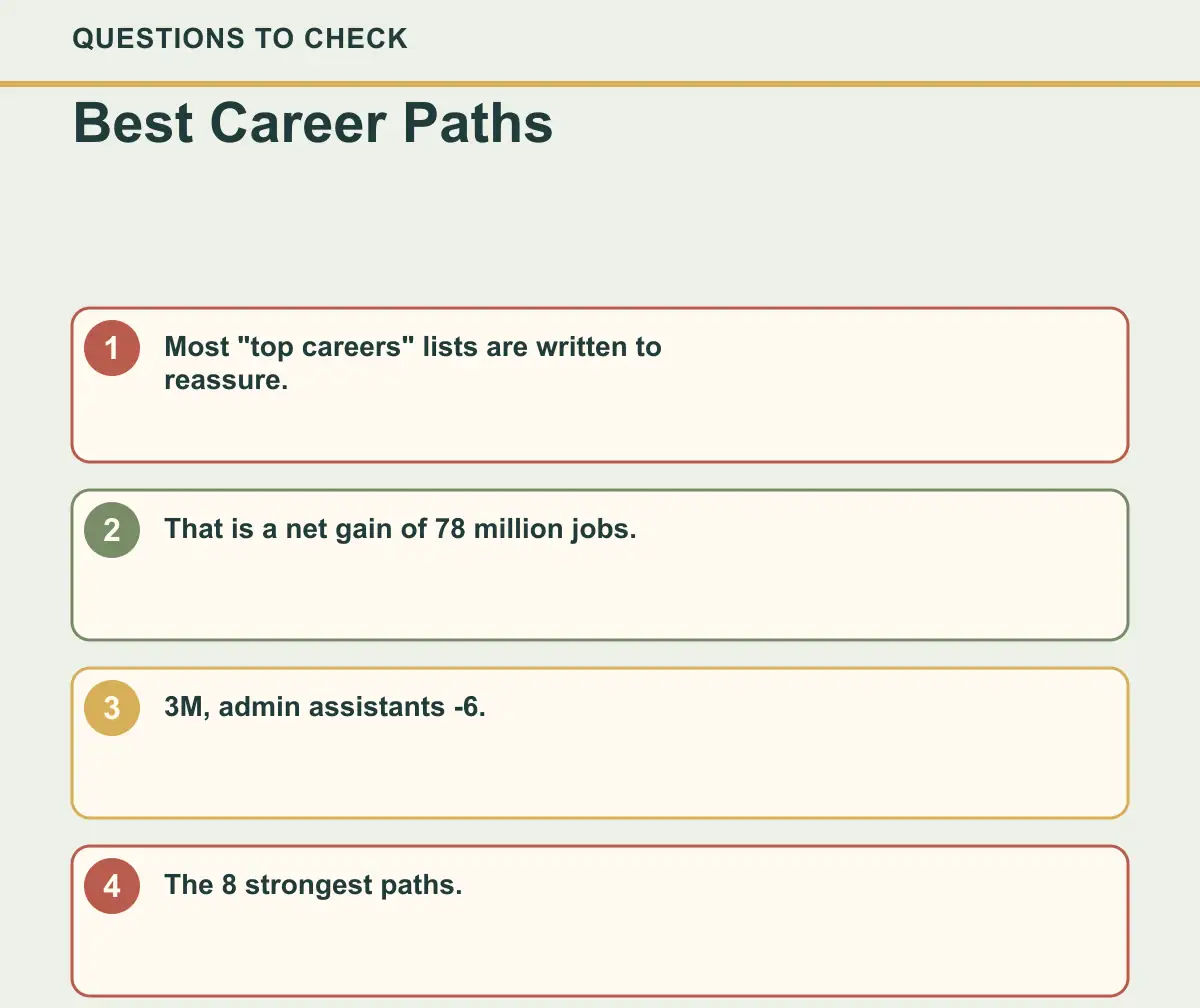 QUESTIONS TO CHECK
Best Career Paths
1
Most "top careers" lists are written to
reassure.
2
That is a net gain of 78 million jobs.
3
3M, admin assistants -6.
4
The 8 strongest paths.